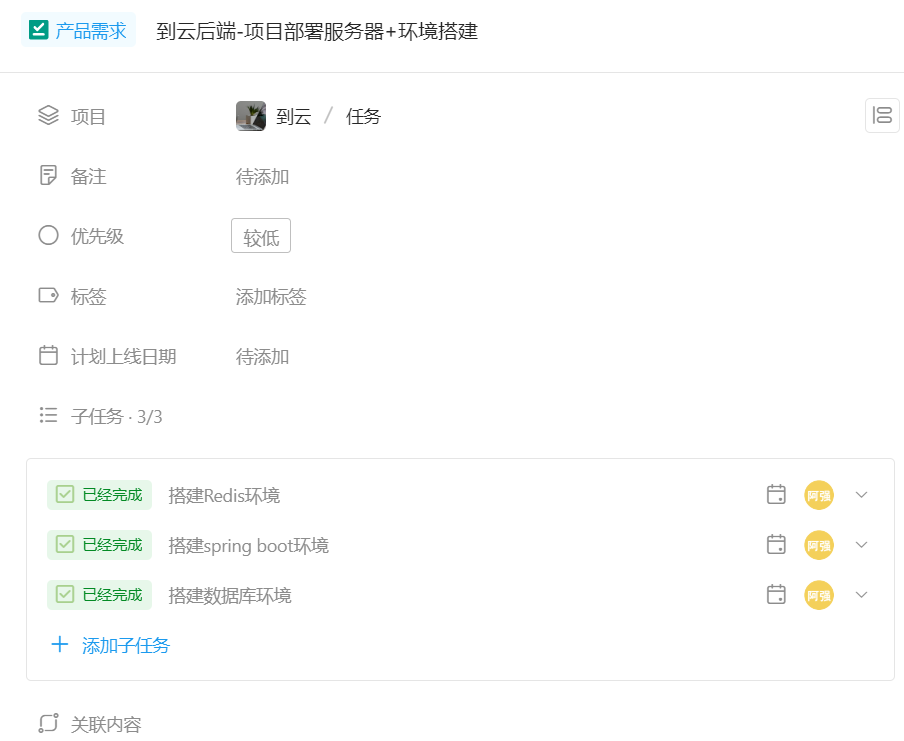 产品需求 到云后端-项目部署服务器+环境搭建
项目 到云 / 任务
备注 待添加
优先级 较低
标签 添加标签
计划上线日期 待添加
子任务 · 3/3
已经完成 搭建Redis环境 阿强
已经完成 搭建spring boot环境 阿强
已经完成 搭建数据库环境 阿强
添加子任务
关联内容